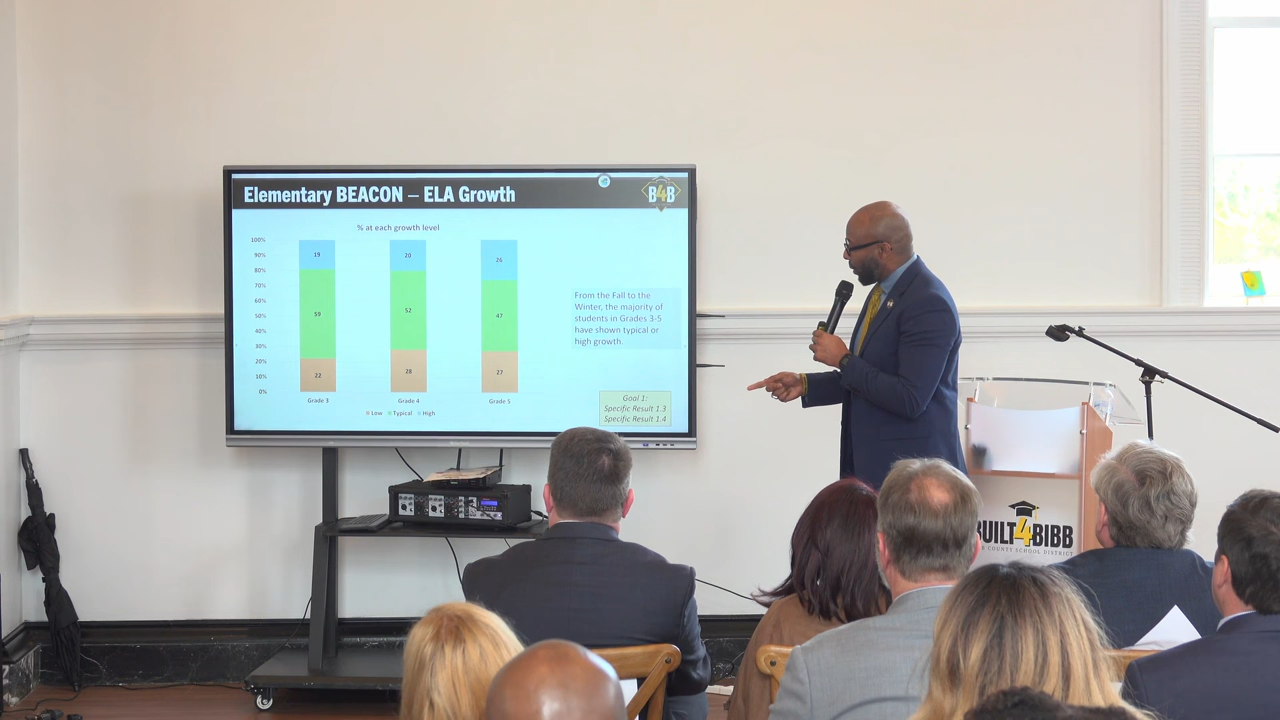 Elementary BEACON – ELA Growth
B4B
% at each growth level
100%
90%
80%
70%
60%
50%
40%
30%
20%
10%
0%
19
59
22
20
52
28
26
47
27
Grade 3
Grade 4
Grade 5
Low Typical High
From the Fall to the
Winter, the majority of
students in Grades 3-5
have shown typical or
high growth.
Goal 1:
Specific Result 1.3
Specific Result 1.4
BUILT4BIBB
COUNTY SCHOOL DISTRICT